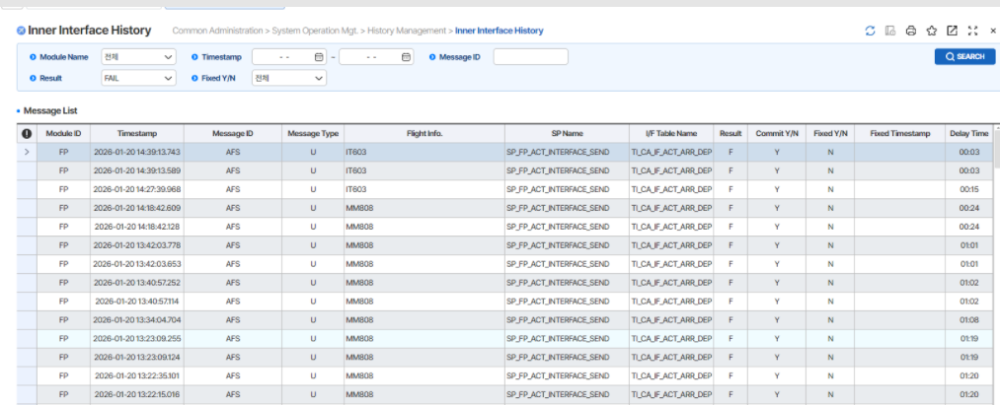 Inner Interface History Common Administration > System Operation Mgt. > History Management > Inner Interface History
Module Name 전체 Timestamp - - ~ - - Message ID SEARCH
Result FAIL Fixed Y/N 전체
Message List
Module ID Timestamp Message ID Message Type Flight Info. SP Name I/F Table Name Result Commit Y/N Fixed Y/N Fixed Timestamp Delay Time
FP 2026-01-20 14:39:13.743 AFS U IT603 SP_FP_ACT_INTERFACE_SEND TI_CA_IF_ACT_ARR_DEP F Y N 00:03
FP 2026-01-20 14:39:13.589 AFS U IT603 SP_FP_ACT_INTERFACE_SEND TI_CA_IF_ACT_ARR_DEP F Y N 00:03
FP 2026-01-20 14:27:39.968 AFS U IT603 SP_FP_ACT_INTERFACE_SEND TI_CA_IF_ACT_ARR_DEP F Y N 00:15
FP 2026-01-20 14:18:42.609 AFS U MM808 SP_FP_ACT_INTERFACE_SEND TI_CA_IF_ACT_ARR_DEP F Y N 00:24
FP 2026-01-20 14:18:42.128 AFS U MM808 SP_FP_ACT_INTERFACE_SEND TI_CA_IF_ACT_ARR_DEP F Y N 00:24
FP 2026-01-20 13:42:03.778 AFS U MM808 SP_FP_ACT_INTERFACE_SEND TI_CA_IF_ACT_ARR_DEP F Y N 01:01
FP 2026-01-20 13:42:03.653 AFS U MM808 SP_FP_ACT_INTERFACE_SEND TI_CA_IF_ACT_ARR_DEP F Y N 01:01
FP 2026-01-20 13:40:57.252 AFS U MM808 SP_FP_ACT_INTERFACE_SEND TI_CA_IF_ACT_ARR_DEP F Y N 01:02
FP 2026-01-20 13:40:57.114 AFS U MM808 SP_FP_ACT_INTERFACE_SEND TI_CA_IF_ACT_ARR_DEP F Y N 01:02
FP 2026-01-20 13:34:04.704 AFS U MM808 SP_FP_ACT_INTERFACE_SEND TI_CA_IF_ACT_ARR_DEP F Y N 01:08
FP 2026-01-20 13:23:09.255 AFS U MM808 SP_FP_ACT_INTERFACE_SEND TI_CA_IF_ACT_ARR_DEP F Y N 01:19
FP 2026-01-20 13:23:09.124 AFS U MM808 SP_FP_ACT_INTERFACE_SEND TI_CA_IF_ACT_ARR_DEP F Y N 01:19
FP 2026-01-20 13:22:35.101 AFS U MM808 SP_FP_ACT_INTERFACE_SEND TI_CA_IF_ACT_ARR_DEP F Y N 01:20
FP 2026-01-20 13:22:15.016 AFS U MM808 SP_FP_ACT_INTERFACE_SEND TI_CA_IF_ACT_ARR_DEP F Y N 01:20